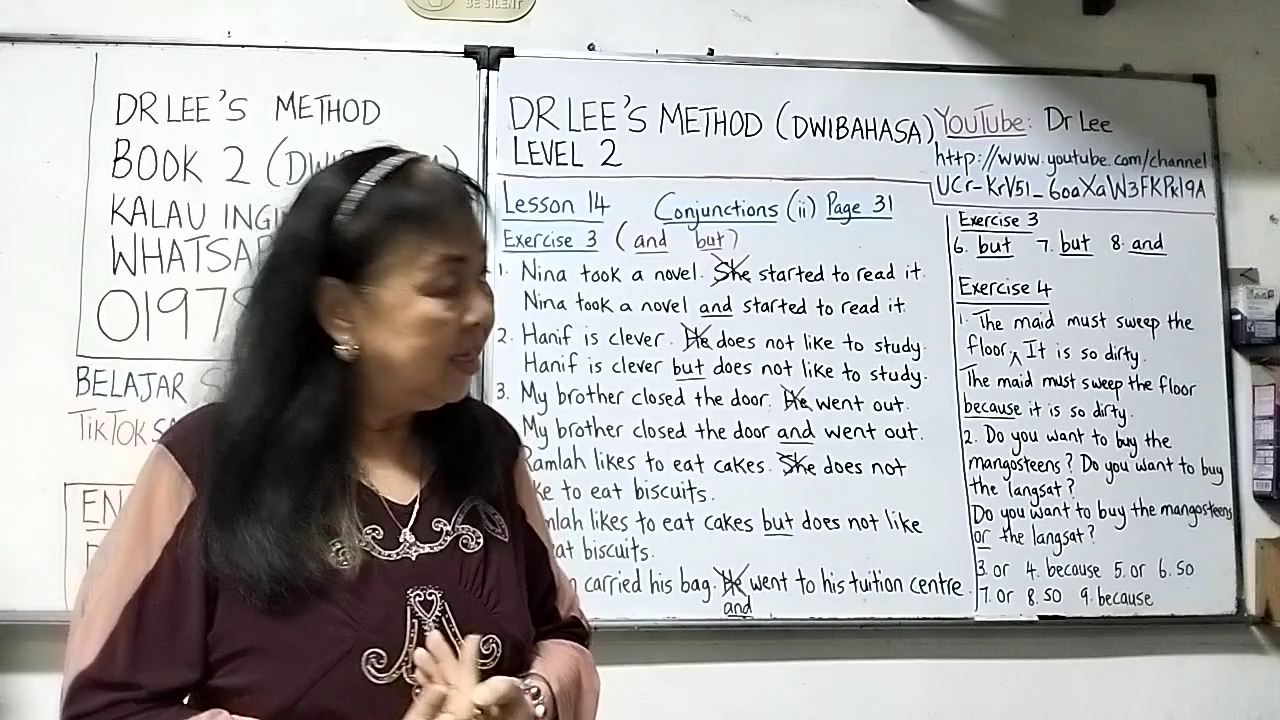 BE SILENT
DR LEE'S METHOD
BOOK 2
KALAU
WHATSAP
0197
BELAJAR
TIKTOK
EN
DR LEE'S METHOD (DWIBAHASA)
LEVEL 2
YOUTUBE: Dr Lee
http://www.youtube.com/channel
Lesson 14 Conjunctions (ii) Page 31
Exercise 3 (and but)
1. Nina took a novel. She started to read it.
Nina took a novel and started to read it.
2. Hanif is clever. He does not like to study.
Hanif is clever but does not like to study.
3. My brother closed the door. He went out.
My brother closed the door and went out.
Ramlah likes to eat cakes. She does not
to eat biscuits.
likes to eat cakes but does not like
biscuits.
carried his bag. He went to his tuition centre.
and
Exercise 3
6. but 7. but 8. and
Exercise 4
1. The maid must sweep the
floor. It is so dirty.
The maid must sweep the floor
because it is so dirty.
2. Do you want to buy the
mangosteens? Do you want to buy
the langsat?
Do you want to buy the mangosteens
or the langsat?
3. or 4. because 5. or 6. so
7. or 8. so 9. because